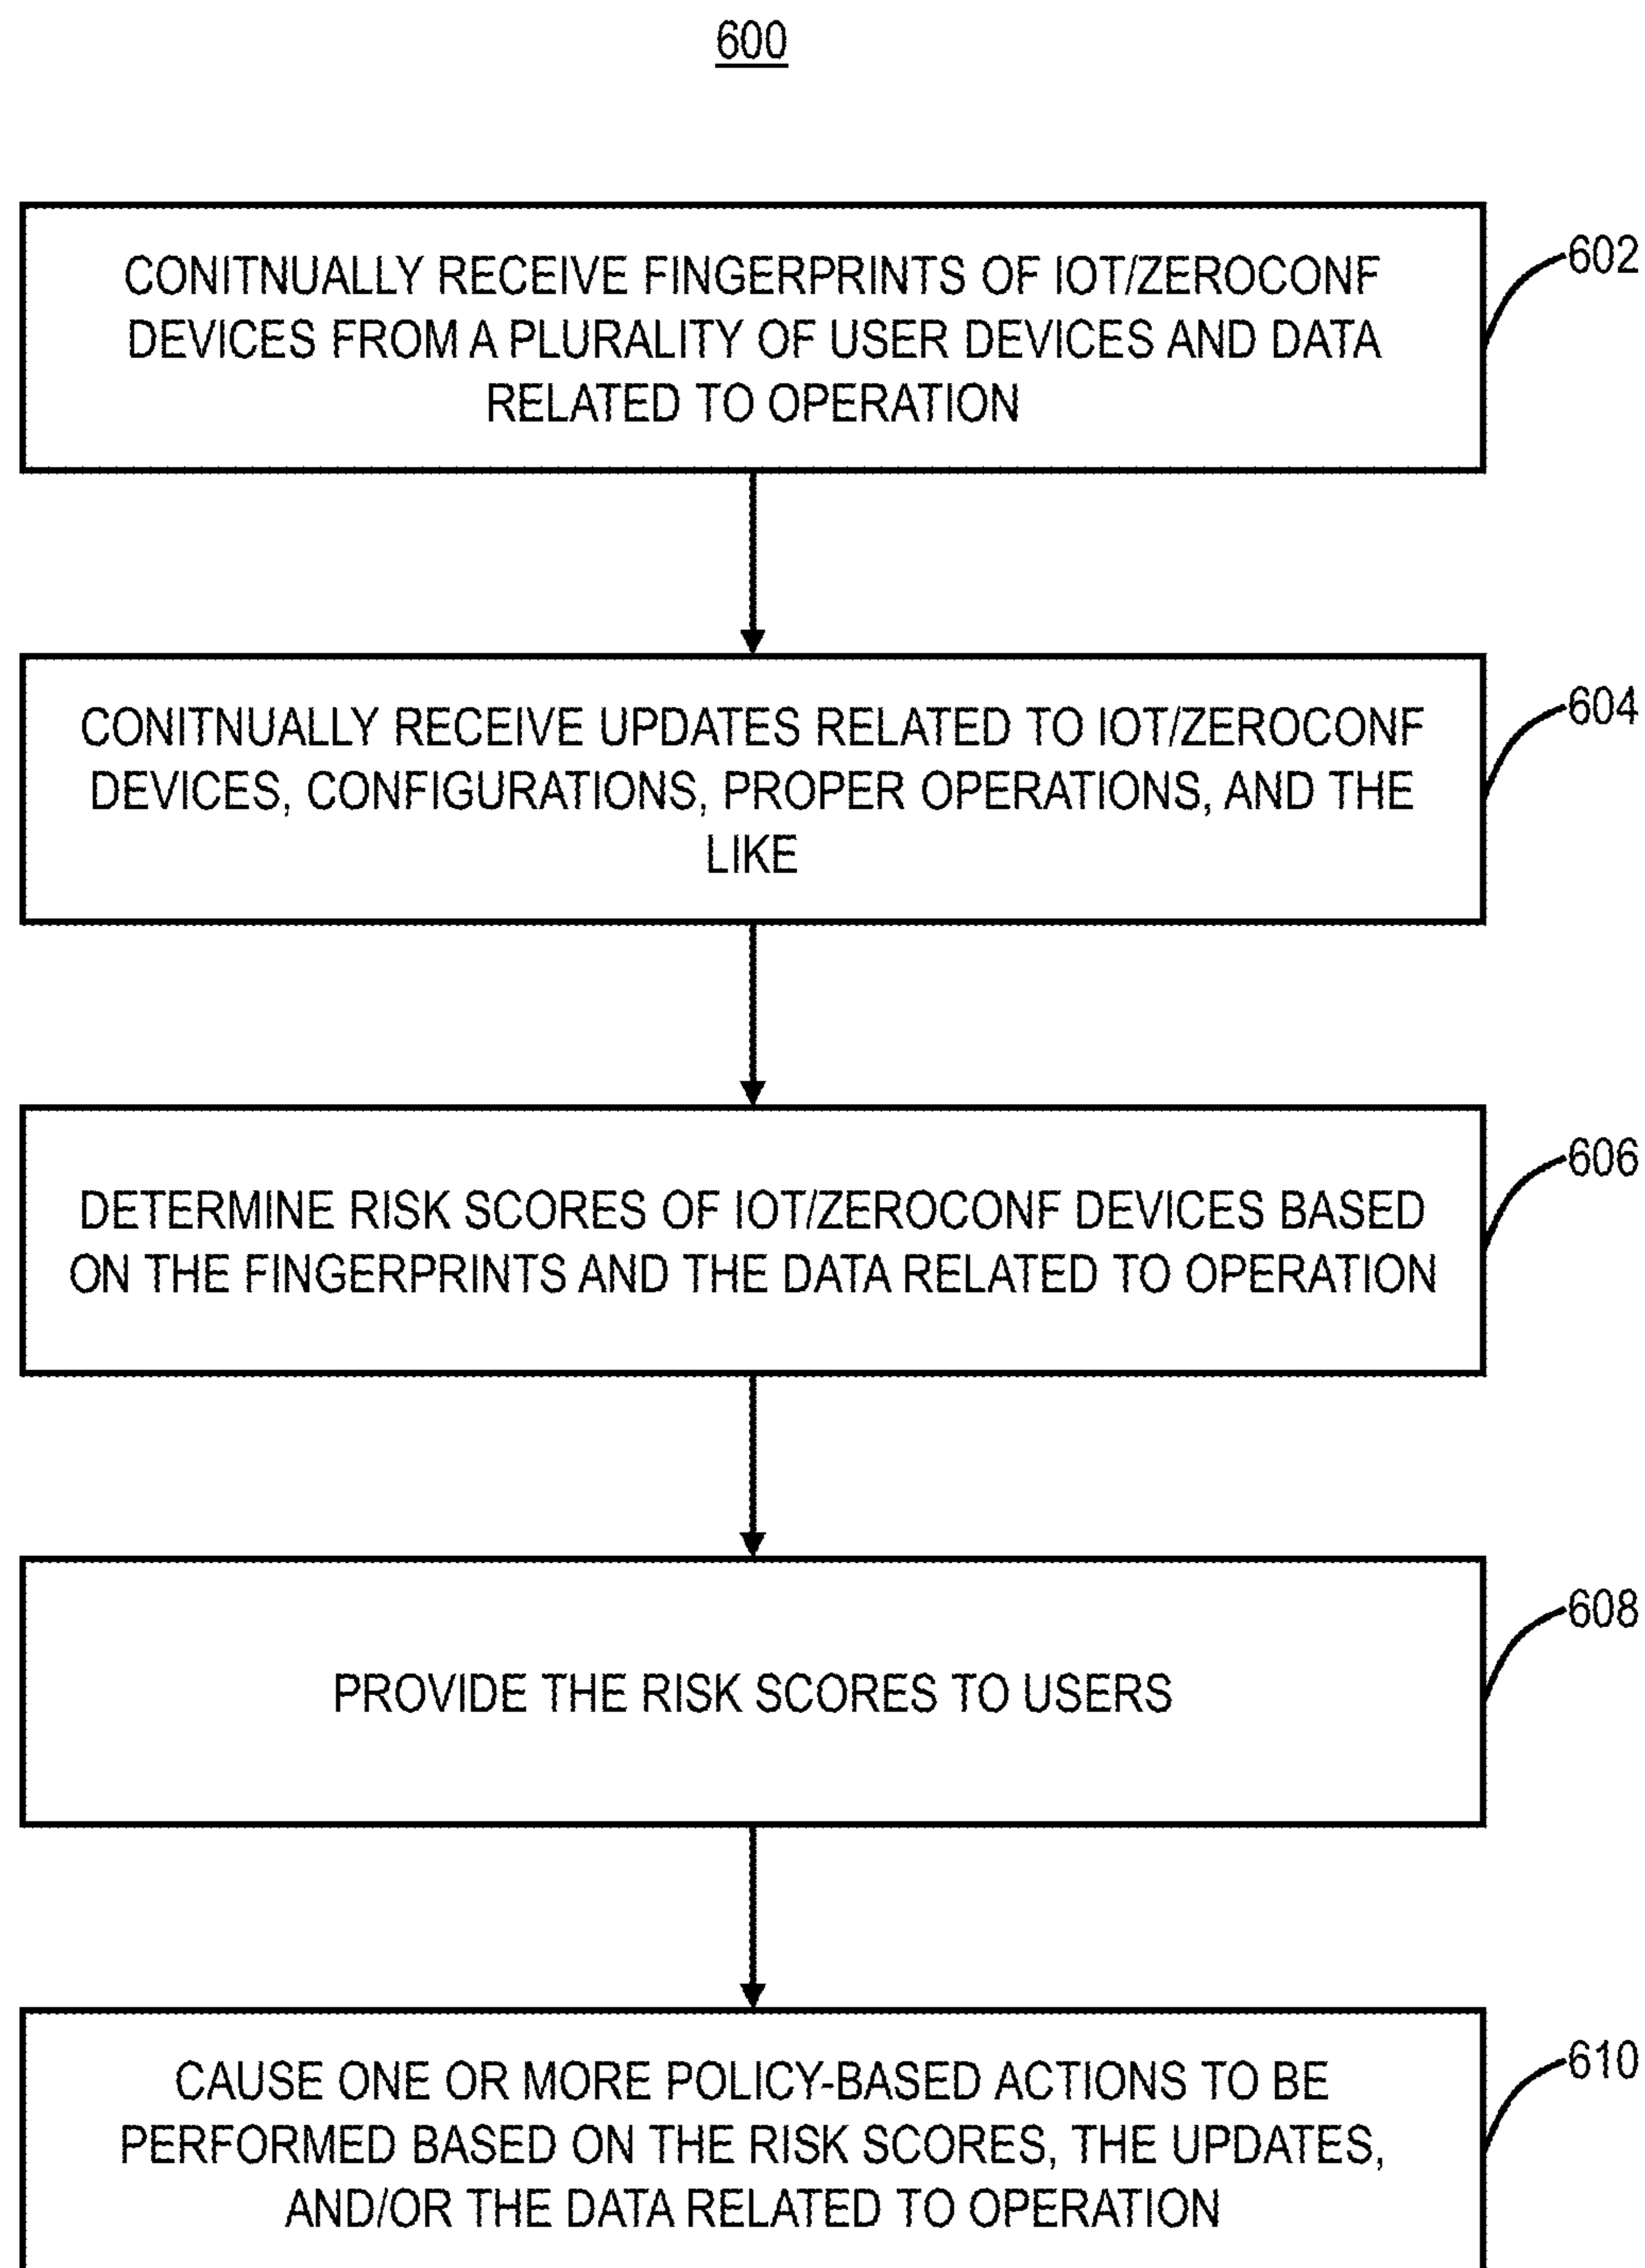 600
CONITNUALLY RECEIVE FINGERPRINTS OF IOT/ZEROCONF
DEVICES FROM A PLURALITY OF USER DEVICES AND DATA
RELATED TO OPERATION
602
CONITNUALLY RECEIVE UPDATES RELATED TO IOT/ZEROCONF
DEVICES, CONFIGURATIONS, PROPER OPERATIONS, AND THE
LIKE
604
DETERMINE RISK SCORES OF IOT/ZEROCONF DEVICES BASED
ON THE FINGERPRINTS AND THE DATA RELATED TO OPERATION
606
PROVIDE THE RISK SCORES TO USERS
608
CAUSE ONE OR MORE POLICY-BASED ACTIONS TO BE
PERFORMED BASED ON THE RISK SCORES, THE UPDATES,
AND/OR THE DATA RELATED TO OPERATION
610